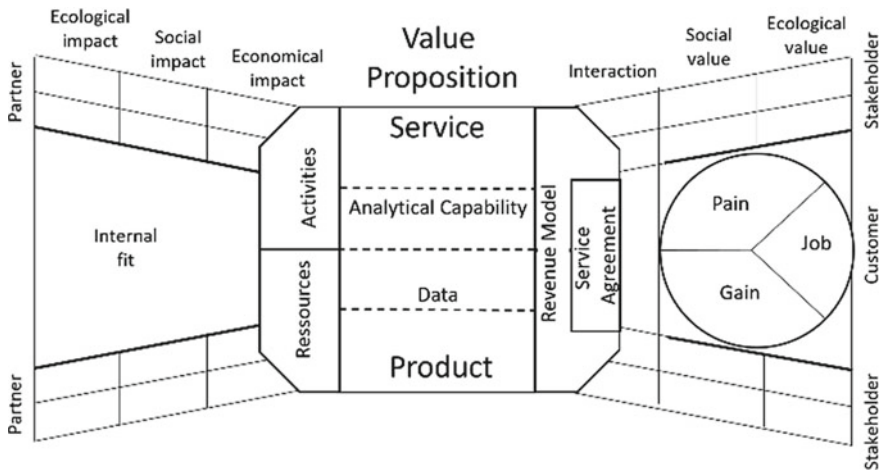 Ecological
impact
Social
impact
Economical
impact
Value
Proposition
Interaction
Social
value
Ecological
value
Partner
Stakeholder
Service
Activities
Analytical Capability
Revenue Model
Service
Agreement
Pain
Job
Gain
Customer
Internal
fit
Ressources
Data
Product
Partner
Stakeholder